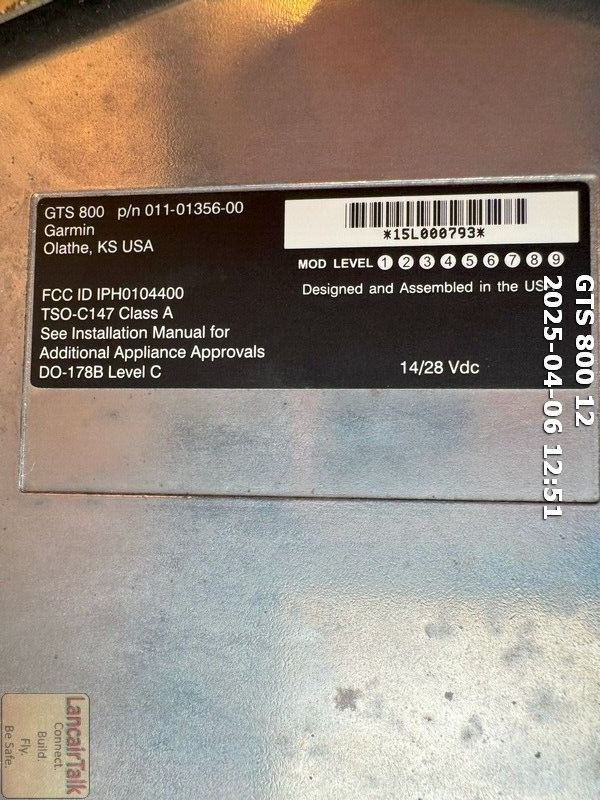 GTS 800 p/n 011-01356-00
Garmin
Olathe, KS USA
*15L000793*
MOD LEVEL 1 2 3 4 5 6 7 8 9
Designed and Assembled in the US
FCC ID IPH0104400
TSO-C147 Class A
See Installation Manual for
Additional Appliance Approvals
DO-178B Level C
14/28 Vdc
GTS 800 12
2025-04-06 12:51
LancairTalk
Connect.
Build.
Fly.
Be Safe.